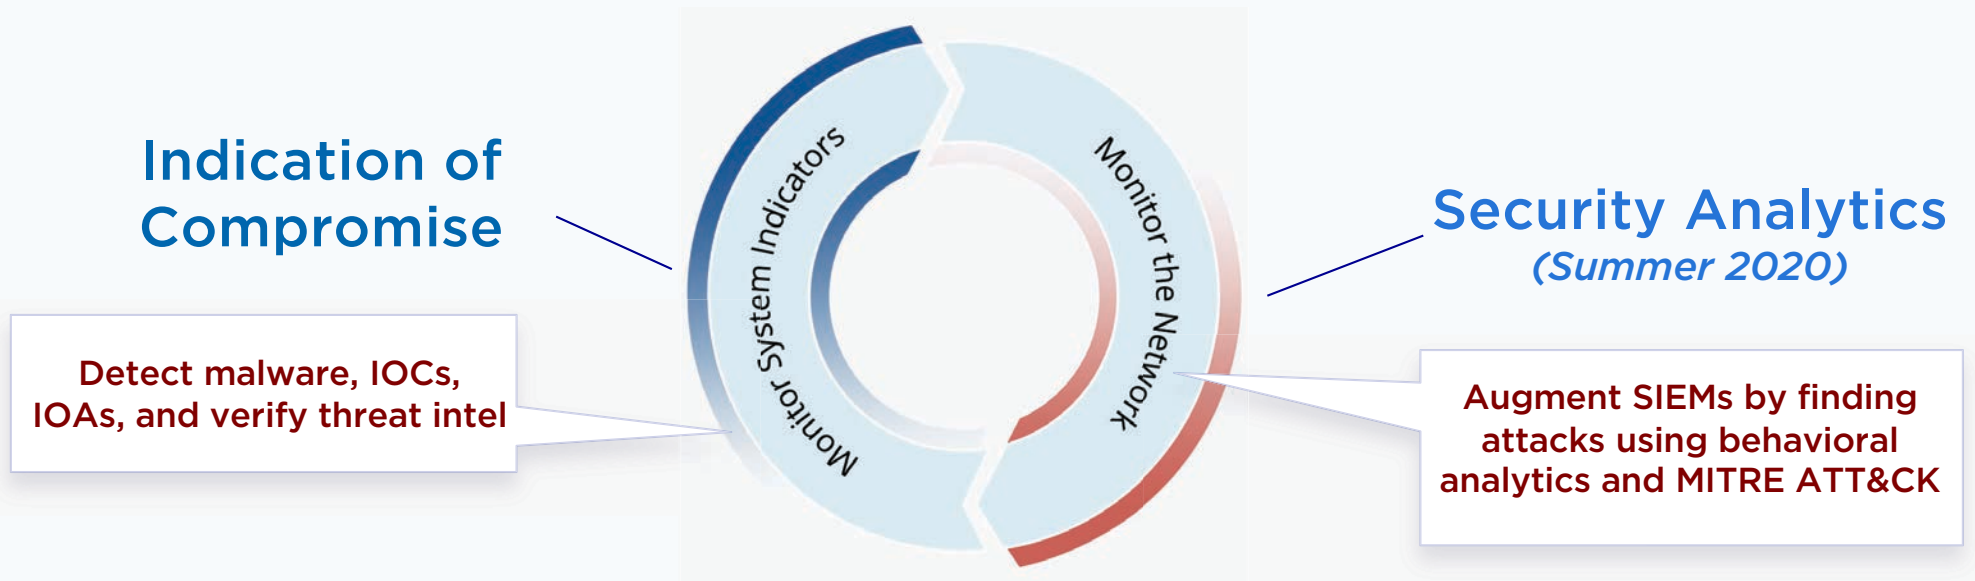 Indication of
Compromise
Detect malware, IOCs,
IOAs, and verify threat intel
Monitor System Indicators
Monitor the Network
Security Analytics
(Summer 2020)
Augment SIEMs by finding
attacks using behavioral
analytics and MITRE ATT&CK